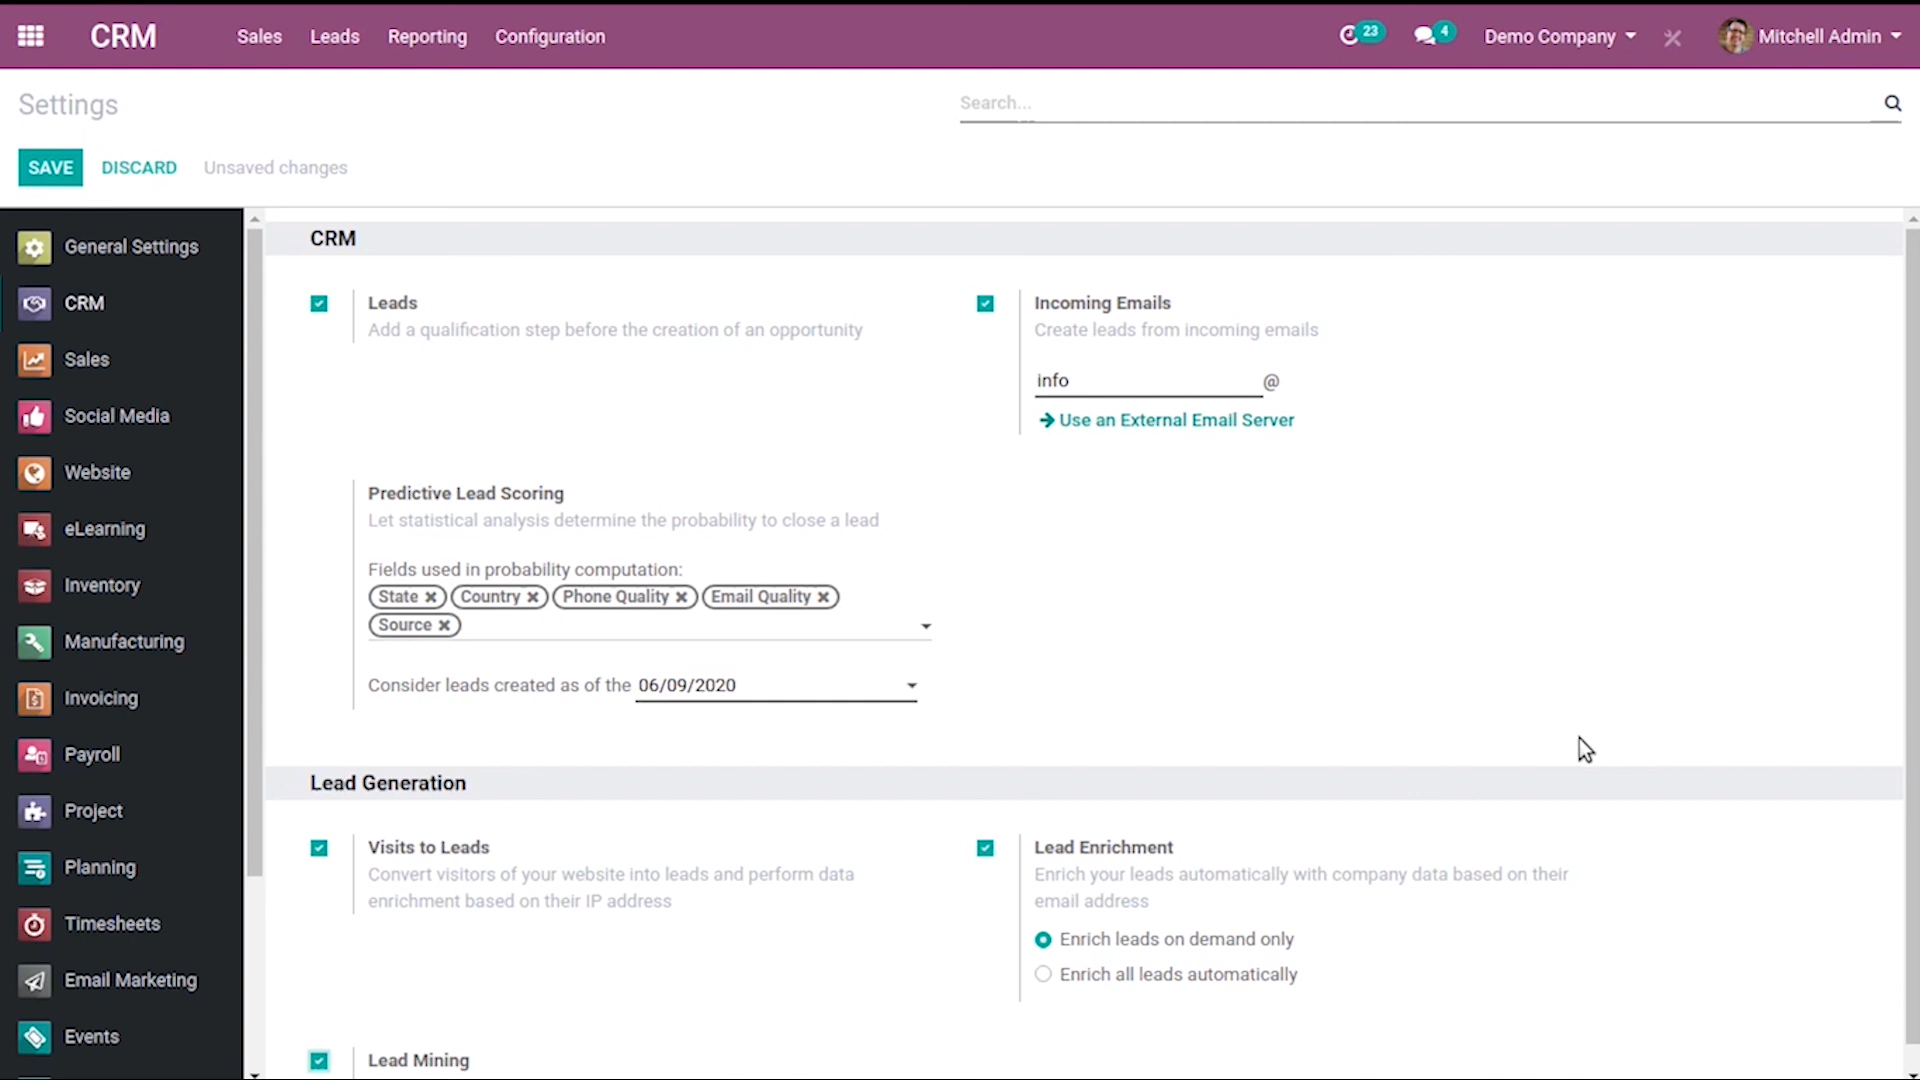 CRM Sales Leads Reporting Configuration 23 4 Demo Company Mitchell Admin
Settings Search...
SAVE DISCARD Unsaved changes
General Settings
CRM
Sales
Social Media
Website
eLearning
Inventory
Manufacturing
Invoicing
Payroll
Project
Planning
Timesheets
Email Marketing
Events
CRM
Leads
Add a qualification step before the creation of an opportunity
Incoming Emails
Create leads from incoming emails
info @
Use an External Email Server
Predictive Lead Scoring
Let statistical analysis determine the probability to close a lead
Fields used in probability computation:
State Country Phone Quality Email Quality
Source
Consider leads created as of the 06/09/2020
Lead Generation
Visits to Leads
Convert visitors of your website into leads and perform data
enrichment based on their IP address
Lead Enrichment
Enrich your leads automatically with company data based on their
email address
Enrich leads on demand only
Enrich all leads automatically
Lead Mining